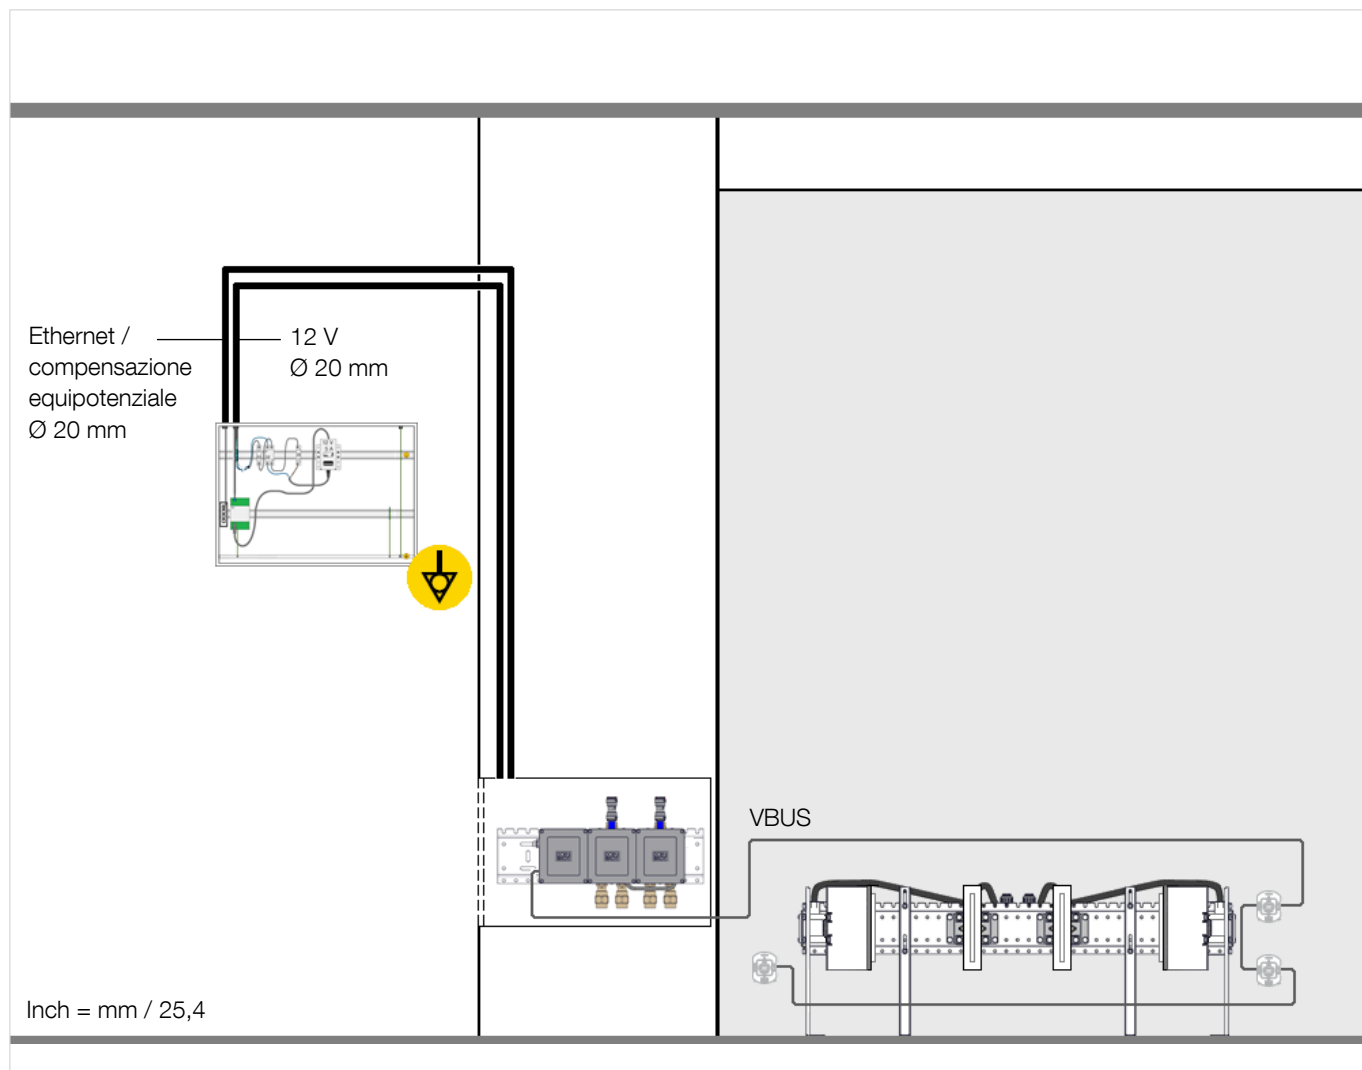 Ethernet /
compensazione
equipotenziale
Ø 20 mm
12 V
Ø 20 mm
VBUS
Inch = mm / 25,4